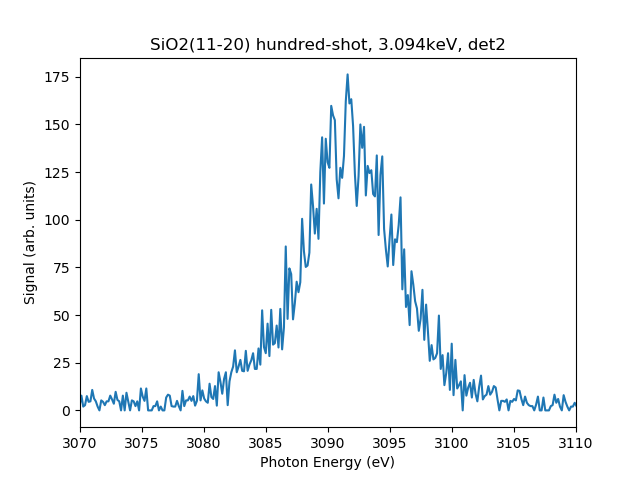 SiO2(11-20) hundred-shot, 3.094keV, det2
175
150
125
100
75
50
25
0
Signal (arb. units)
3070 3075 3080 3085 3090 3095 3100 3105 3110
Photon Energy (eV)